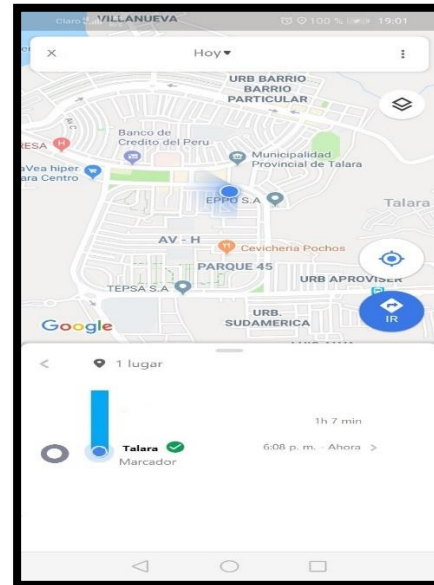 VILLANUEVA
Claro
100 %
19:01
Hoy
URB BARRIO
BARRIO
PARTICULAR
Banco de
Credito del Peru
ESA
Municipalidad
Provincial de Talara
aVea hiper
ara Centro
EPPO S.A
Talara
AV - H
Cevicheria Pochos
PARQUE 45
URB APROVISER
TEPSA S.A
IR
URB.
SUDAMERICA
Google
1 lugar
1h 7 min
Talara
6:08 p. m. - Ahora
Marcador